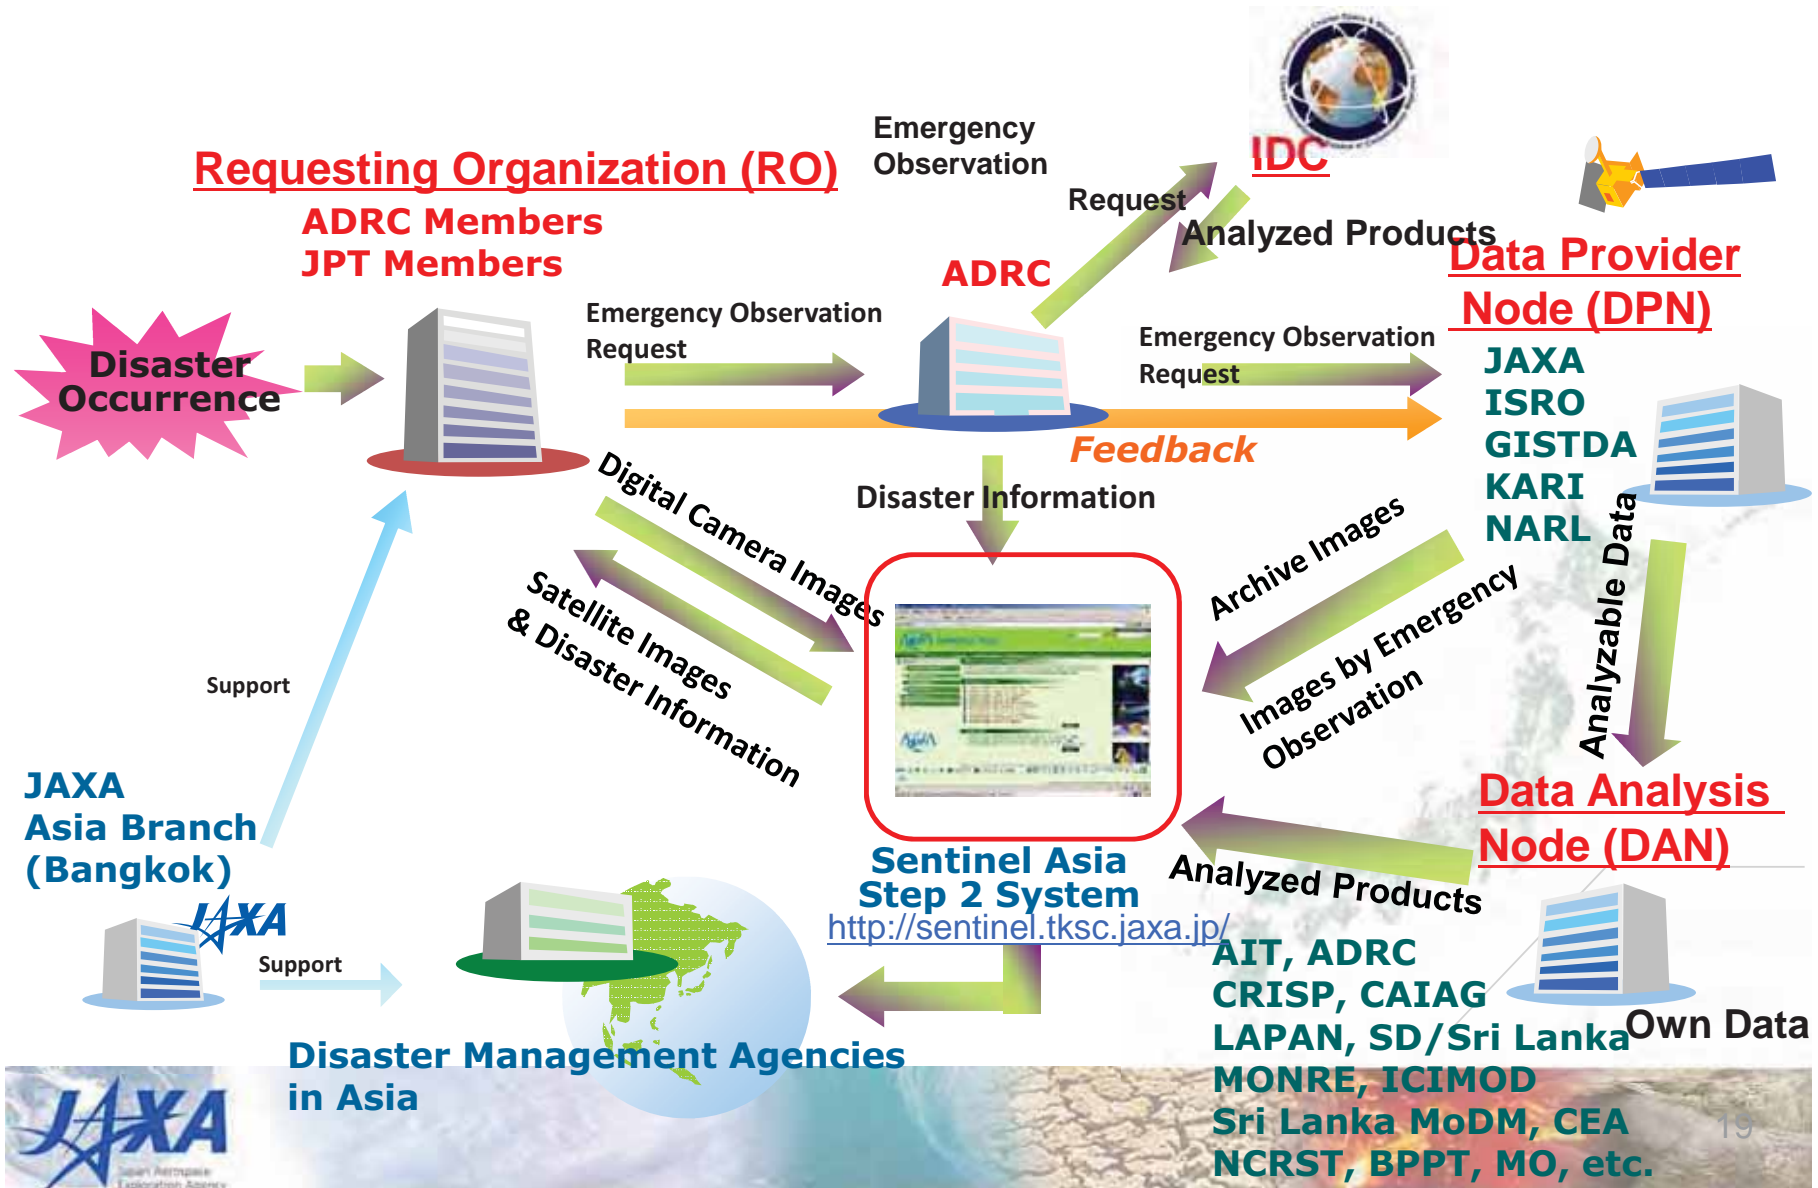 Emergency
Observation
IDC
Requesting Organization (RO)
ADRC Members
JPT Members
Request
Analyzed Products
ADRC
Data Provider
Node (DPN)
Emergency Observation
Request
Emergency Observation
Request
Disaster
Occurrence
JAXA
ISRO
GISTDA
KARI
NARL
Feedback
Disaster Information
Digital Camera Images
Satellite Images
& Disaster Information
Archive Images
Images by Emergency
Observation
Analyzable Data
Support
JAXA
Asia Branch
(Bangkok)
JAXA
Support
Sentinel Asia
Step 2 System
http://sentinel.tksc.jaxa.jp/
Data Analysis
Node (DAN)
Analyzed Products
AIT, ADRC
CRISP, CAIAG
LAPAN, SD/Sri Lanka
MONRE, ICIMOD
Sri Lanka MoDM, CEA
NCRST, BPPT, MO, etc.
Own Data
Disaster Management Agencies
in Asia
JAXA
Japan Aerospace
Exploration Agency
19